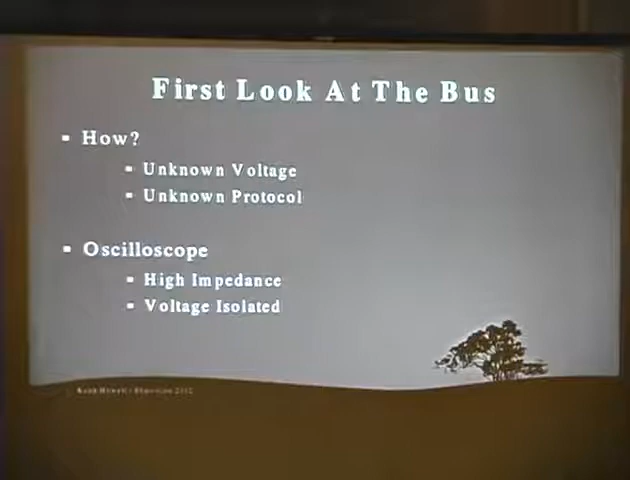 First Look At The Bus
▪ How?
▪ Unknown Voltage
▪ Unknown Protocol
▪ Oscilloscope
▪ High Impedance
▪ Voltage Isolated